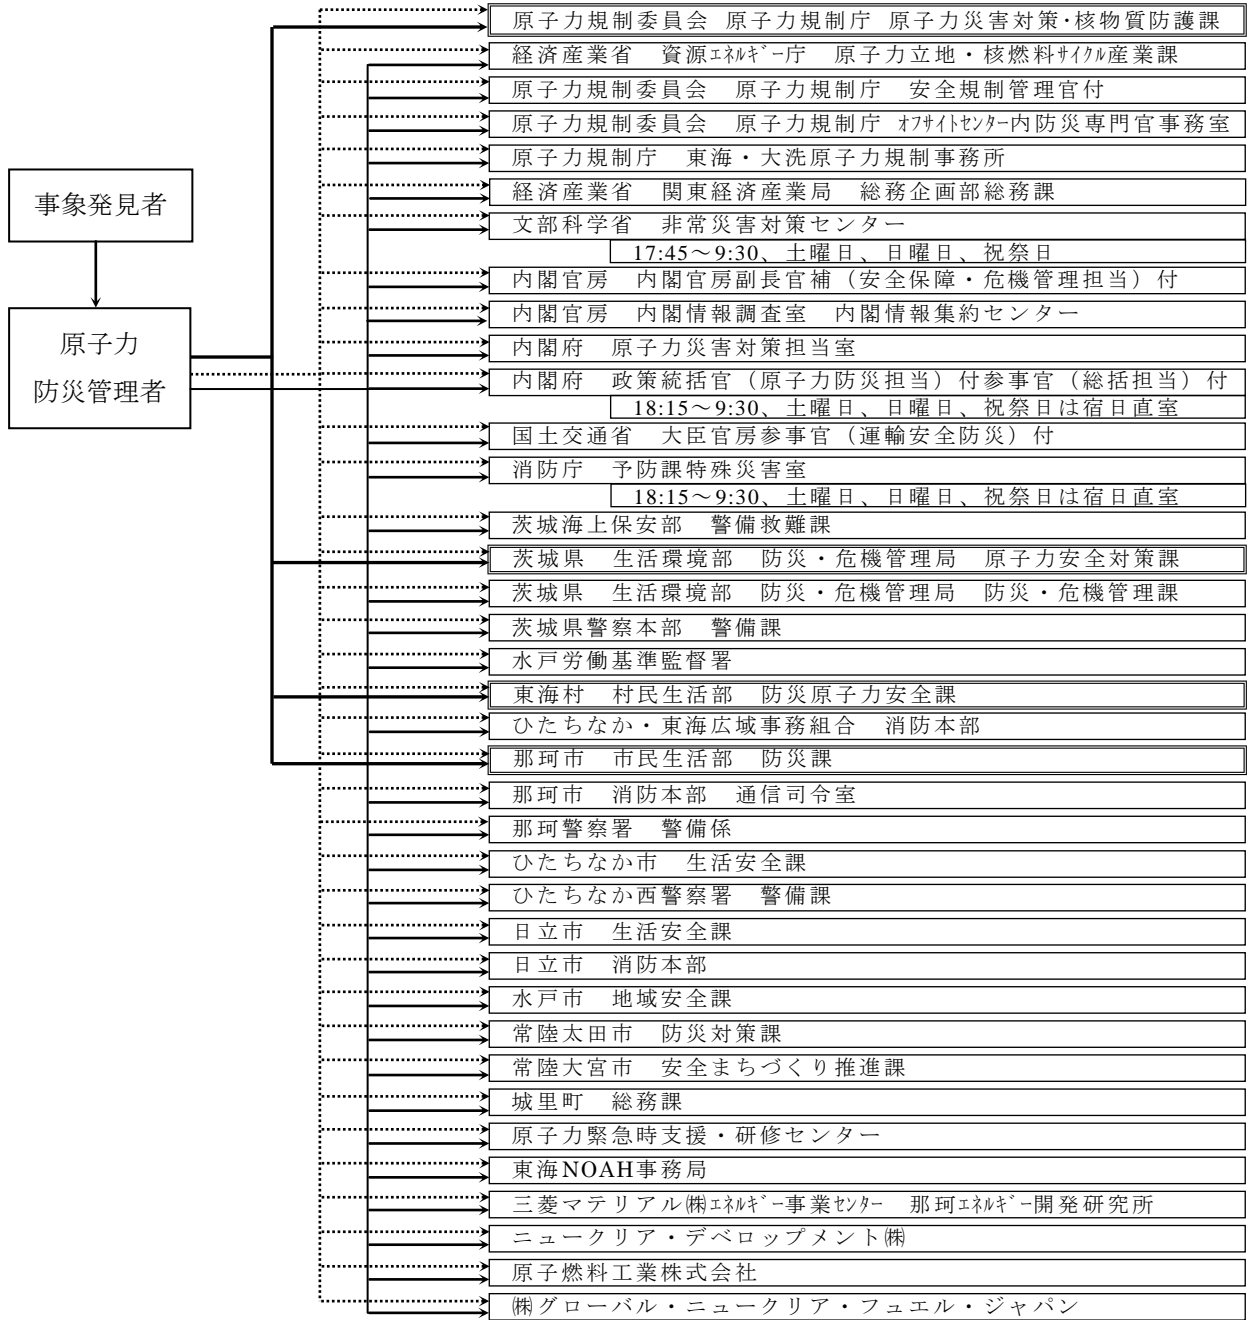 原子力規制委員会 原子力規制庁 原子力災害対策・核物質防護課
経済産業省　資源ｴﾈﾙｷﾞｰ庁　原子力立地・核燃料ｻｲｸﾙ産業課
原子力規制委員会　原子力規制庁　安全規制管理官付
原子力規制委員会　原子力規制庁 ｵﾌｻｲﾄｾﾝﾀｰ内防災専門官事務室
原子力規制庁　東海・大洗原子力規制事務所
事象発見者
経済産業省　関東経済産業局　総務企画部総務課
文部科学省　非常災害対策センター
17:45～9:30、土曜日、日曜日、祝祭日
内閣官房　内閣官房副長官補（安全保障・危機管理担当）付
内閣官房　内閣情報調査室　内閣情報集約センター
原子力
防災管理者
内閣府　原子力災害対策担当室
内閣府　政策統括官（原子力防災担当）付参事官（総括担当）付
18:15～9:30、土曜日、日曜日、祝祭日は宿日直室
国土交通省　大臣官房参事官（運輸安全防災）付
消防庁　予防課特殊災害室
18:15～9:30、土曜日、日曜日、祝祭日は宿日直室
茨城海上保安部　警備救難課
茨城県　生活環境部　防災・危機管理局　原子力安全対策課
茨城県　生活環境部　防災・危機管理局　防災・危機管理課
茨城県警察本部　警備課
水戸労働基準監督署
東海村　村民生活部　防災原子力安全課
ひたちなか・東海広域事務組合　消防本部
那珂市　市民生活部　防災課
那珂市　消防本部　通信司令室
那珂警察署　警備係
ひたちなか市　生活安全課
ひたちなか西警察署　警備課
日立市　生活安全課
日立市　消防本部
水戸市　地域安全課
常陸太田市　防災対策課
常陸大宮市　安全まちづくり推進課
城里町　総務課
原子力緊急時支援・研修センター
東海NOAH事務局
三菱マテリアル㈱ｴﾈﾙｷﾞｰ事業ｾﾝﾀｰ　那珂ｴﾈﾙｷﾞｰ開発研究所
ニュークリア・デベロップメント㈱
原子燃料工業株式会社
㈱グローバル・ニュークリア・フュエル・ジャパン